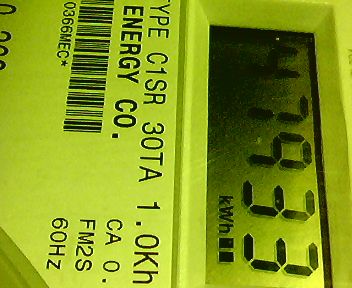 47933
kWh
TYPE C1SR 30TA 1.0Kh
ENERGY CO. CA 0.
FM2S
0366MEC* 60HZ